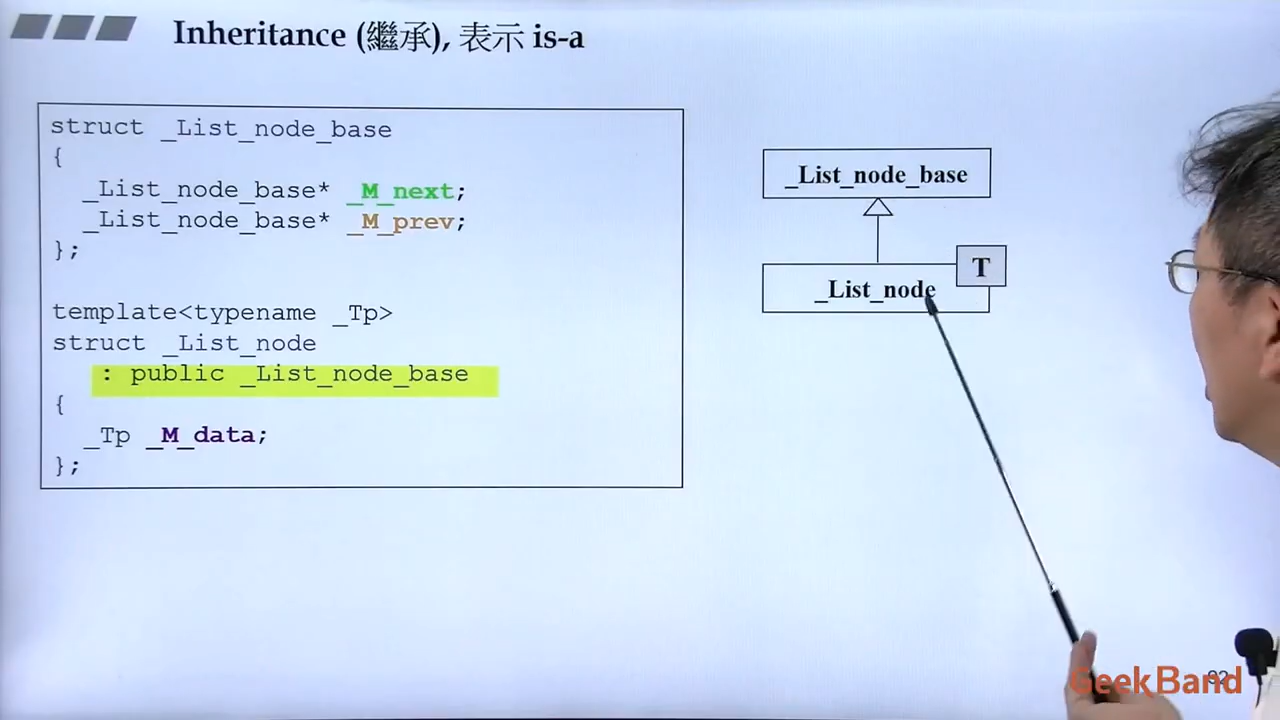 Inheritance (繼承), 表示 is-a
struct _List_node_base
{
_List_node_base* _M_next;
_List_node_base* _M_prev;
};
template<typename _Tp>
struct _List_node
: public _List_node_base
{
_Tp _M_data;
};
_List_node_base
T
_List_node
GeekBand